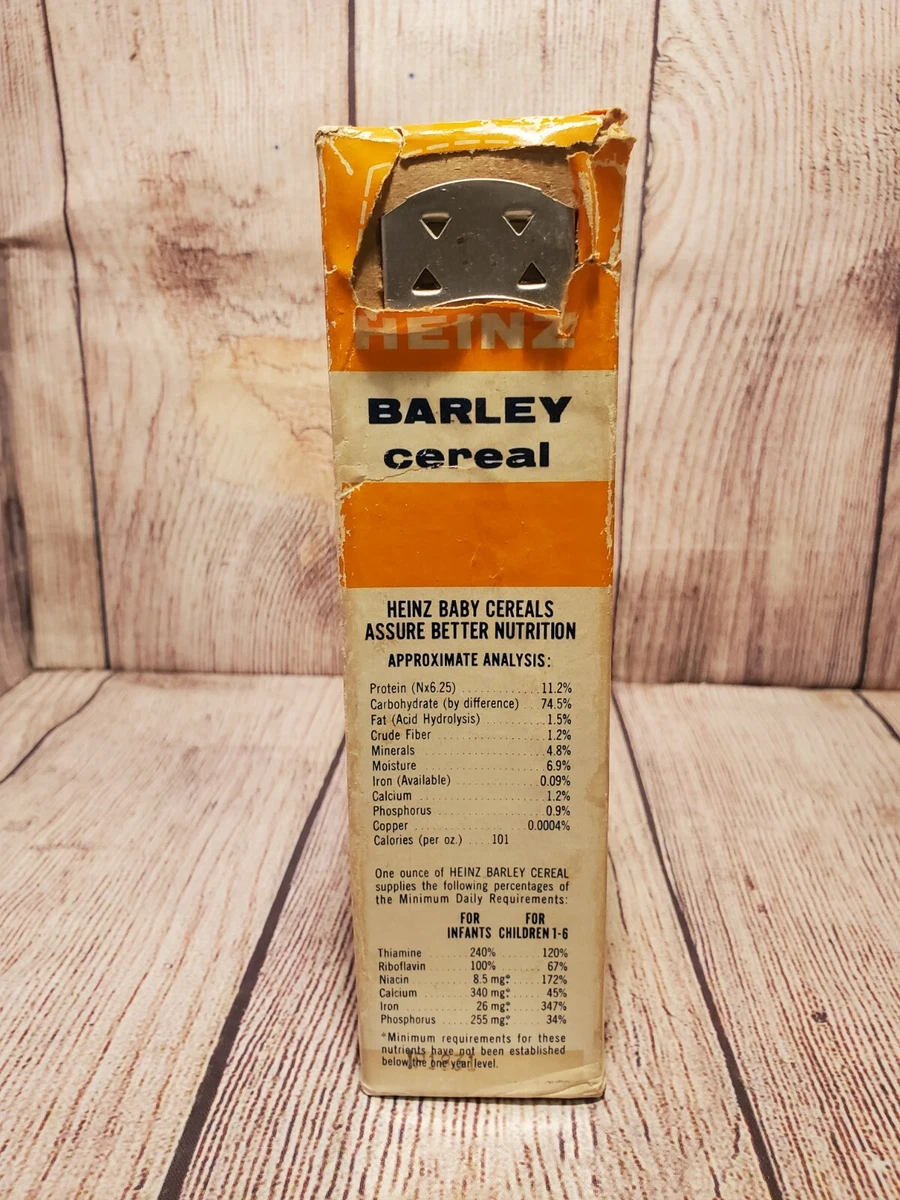 HEINZ
BARLEY
cereal
HEINZ BABY CEREALS
ASSURE BETTER NUTRITION
APPROXIMATE ANALYSIS:
Protein (Nx6.25) ............ 11.2%
Carbohydrate (by difference) .. 74.5%
Fat (Acid Hydrolysis) ............ 1.5%
Crude Fiber ............ 1.2%
Minerals ............ 4.8%
Moisture ............ 6.9%
Iron (Available) ............ 0.09%
Calcium ............ 1.2%
Phosphorus ............ 0.9%
Copper ............ 0.0004%
Calories (per oz.) .... 101
One ounce of HEINZ BARLEY CEREAL
supplies the following percentages of
the Minimum Daily Requirements:
FOR FOR
INFANTS CHILDREN 1-6
Thiamine ........ 240% ........ 120%
Riboflavin ........ 100% ........ 67%
Niacin ........ 8.5 mg* ........ 172%
Calcium ........ 340 mg* ........ 45%
Iron ........ 26 mg* ........ 347%
Phosphorus ........ 255 mg* ........ 34%
*Minimum requirements for these
nutrients have not been established
below the one year level.